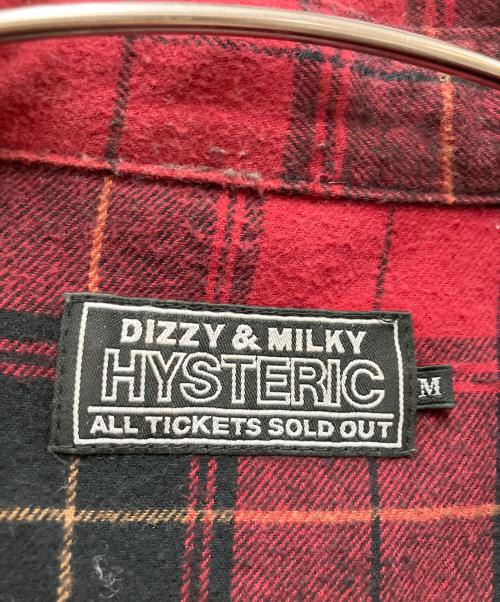 DIZZY & MILKY
HYSTERIC
ALL TICKETS SOLD OUT
M